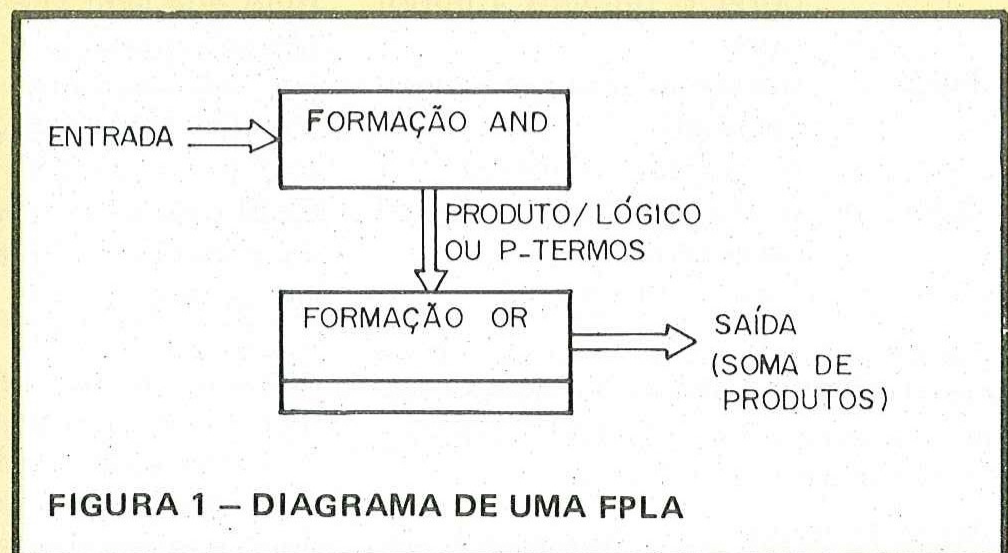 ENTRADA
FORMAÇÃO AND
PRODUTO/LÓGICO
OU P-TERMOS
FORMAÇÃO OR
SAÍDA
(SOMA DE
PRODUTOS)
FIGURA 1 – DIAGRAMA DE UMA FPLA